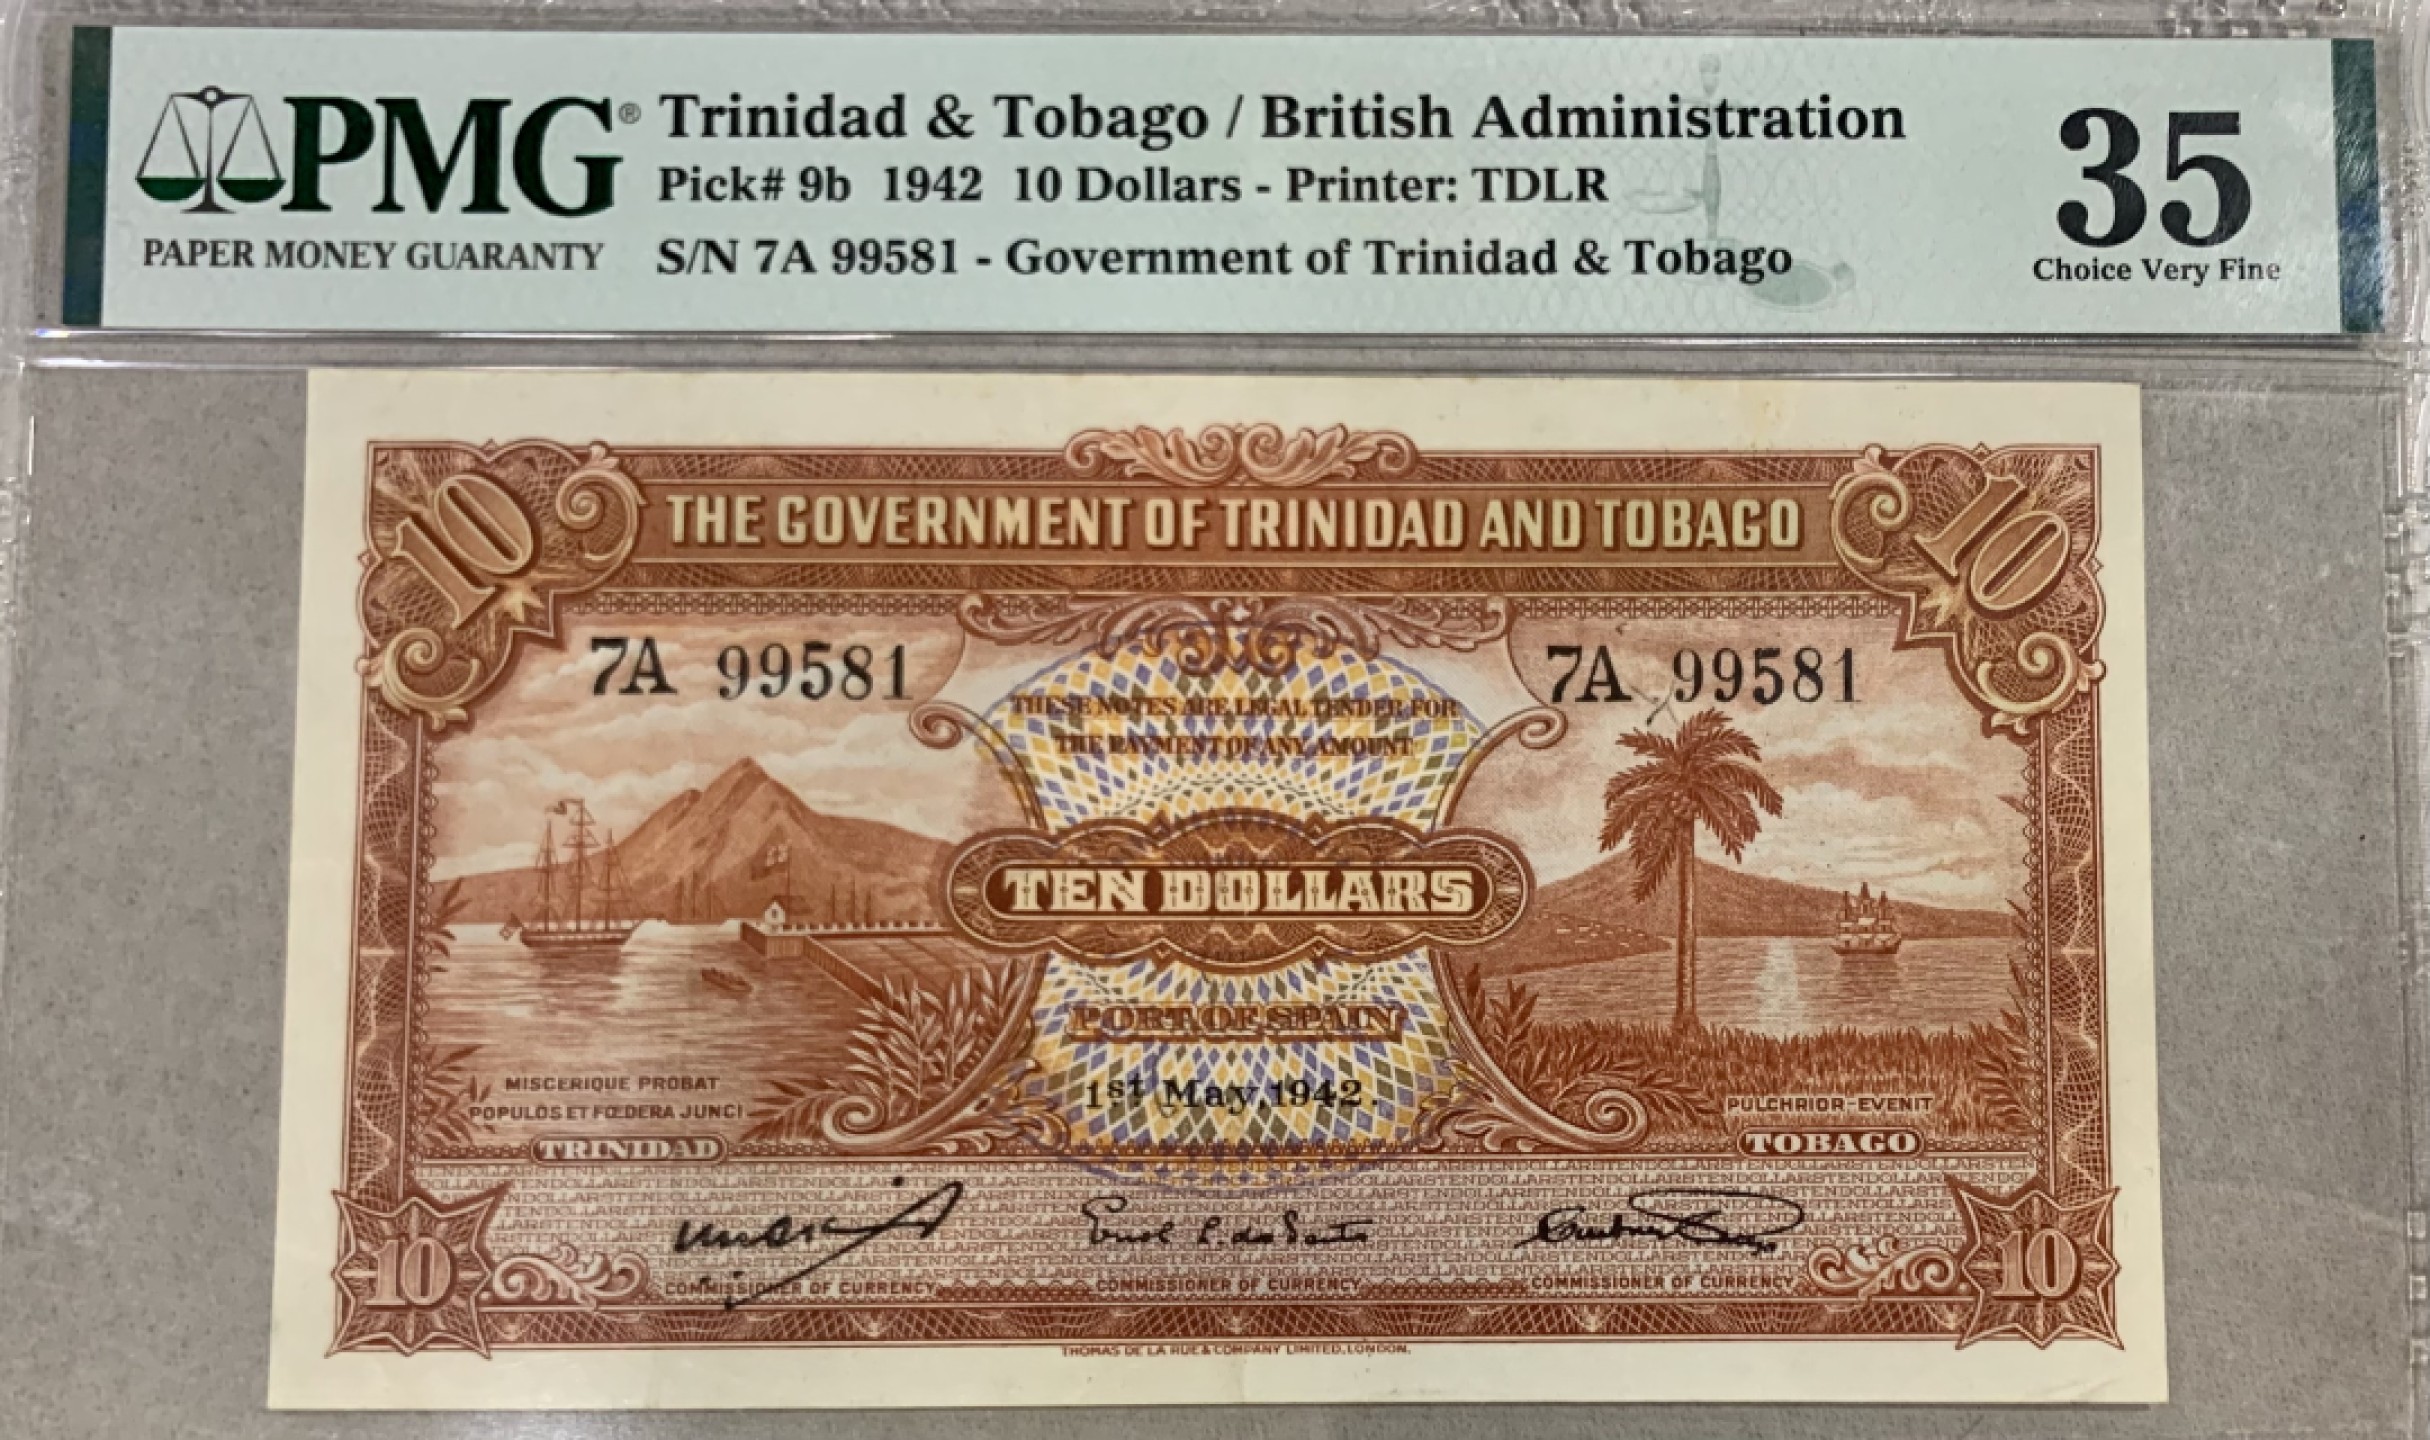 PMG®
PAPER MONEY GUARANTY
Trinidad & Tobago / British Administration
Pick# 9b 1942 10 Dollars - Printer: TDLR
S/N 7A 99581 - Government of Trinidad & Tobago
35
Choice Very Fine
10
THE GOVERNMENT OF TRINIDAD AND TOBAGO
10
7A 99581
7A 99581
THESE NOTES ARE LEGAL TENDER FOR
THE PAYMENT OF ANY AMOUNT
TEN DOLLARS
PORT OF SPAIN
1st May, 1942.
MISCERIQUE PROBAT
POPULOS ET FŒDERA JUNGI
TRINIDAD
PULCHRIOR-EVENIT
TOBAGO
10
COMMISSIONER OF CURRENCY
COMMISSIONER OF CURRENCY
COMMISSIONER OF CURRENCY
10
THOMAS DE LA RUE & COMPANY LIMITED, LONDON.